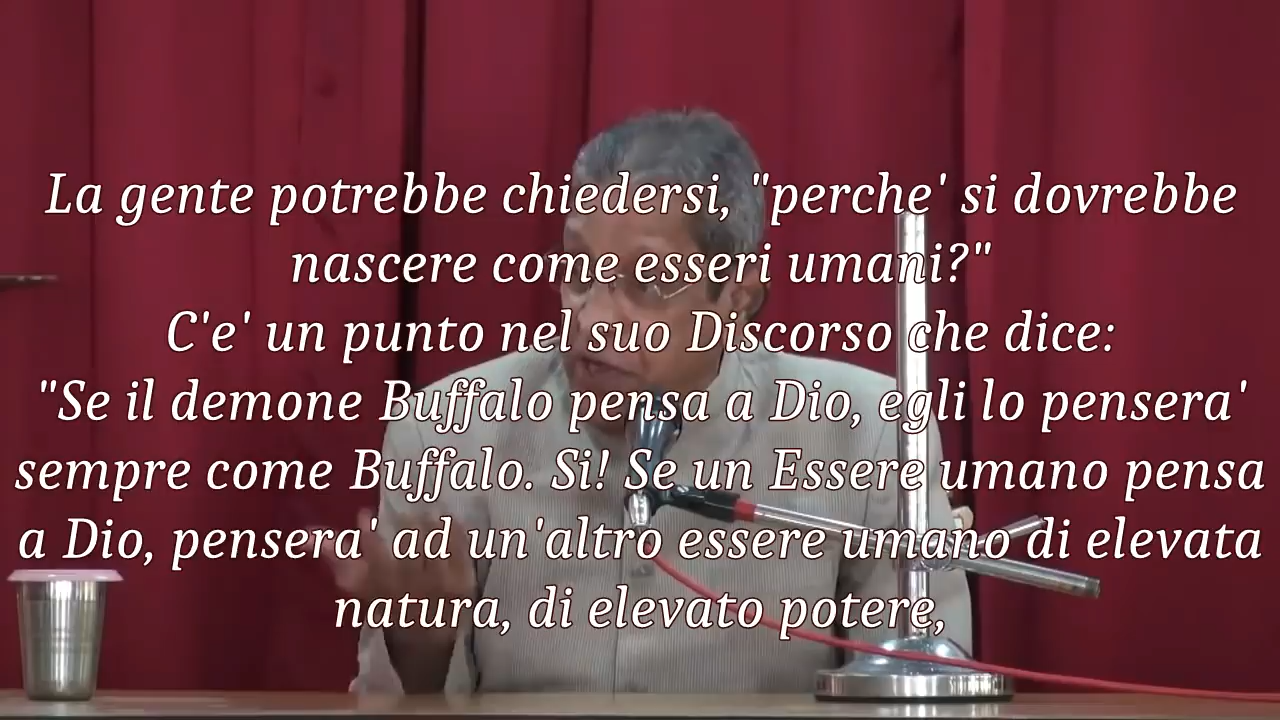 La gente potrebbe chiedersi, "perche' si dovrebbe
nascere come esseri umani?"
C'e' un punto nel suo Discorso che dice:
"Se il demone Buffalo pensa a Dio, egli lo pensera'
sempre come Buffalo. Si! Se un Essere umano pensa
a Dio, pensera' ad un'altro essere umano di elevata
natura, di elevato potere,